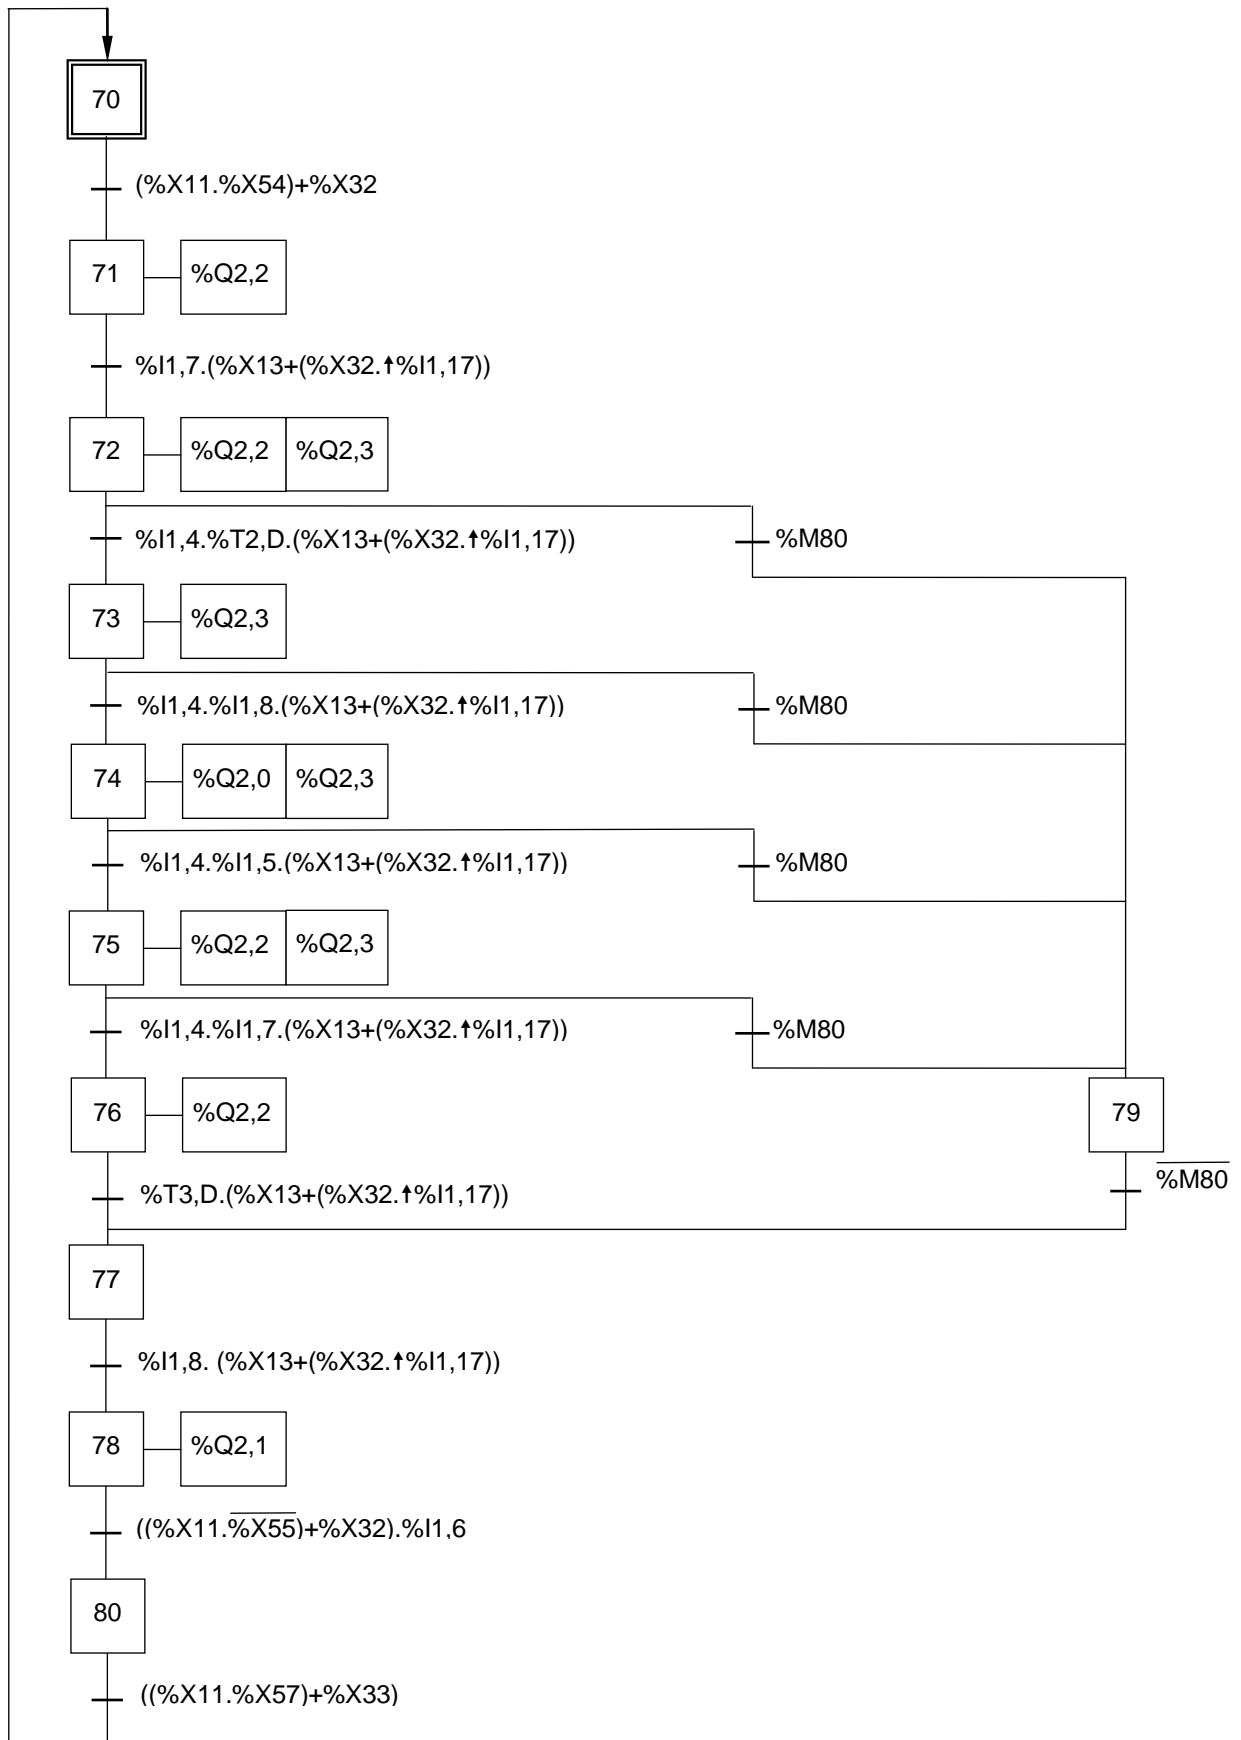 70
(%X11.%X54)+%X32
71 %Q2,2
%I1,7.(%X13+(%X32.↑%I1,17))
72 %Q2,2 %Q2,3
%I1,4.%T2,D.(%X13+(%X32.↑%I1,17)) %M80
73 %Q2,3
%I1,4.%I1,8.(%X13+(%X32.↑%I1,17)) %M80
74 %Q2,0 %Q2,3
%I1,4.%I1,5.(%X13+(%X32.↑%I1,17)) %M80
75 %Q2,2 %Q2,3
%I1,4.%I1,7.(%X13+(%X32.↑%I1,17)) %M80
76 %Q2,2 79
%T3,D.(%X13+(%X32.↑%I1,17)) %M80
77
%I1,8. (%X13+(%X32.↑%I1,17))
78 %Q2,1
((%X11.%X55)+%X32).%I1,6
80
((%X11.%X57)+%X33)